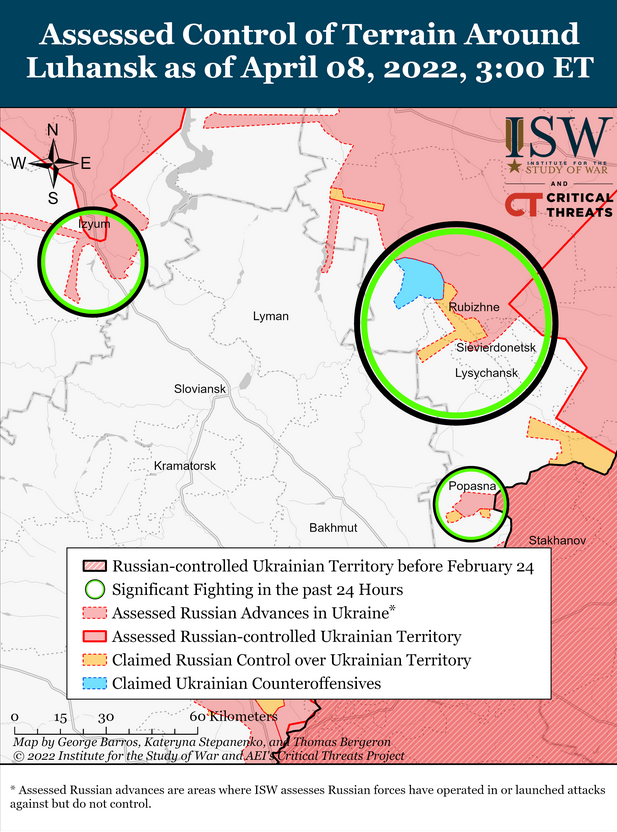 Assessed Control of Terrain Around
Luhansk as of April 08, 2022, 3:00 ET
N
W
E
S
ISW
INSTITUTE FOR THE
STUDY OF WAR
AND
CT CRITICAL
THREATS
Izyum
Lyman
Rubizhne
Sievierdonetsk
Lysychansk
Sloviansk
Kramatorsk
Popasna
Bakhmut
Stakhanov
Russian-controlled Ukrainian Territory before February 24
Significant Fighting in the past 24 Hours
Assessed Russian Advances in Ukraine*
Assessed Russian-controlled Ukrainian Territory
Claimed Russian Control over Ukrainian Territory
Claimed Ukrainian Counteroffensives
0 15 30 60 Kilometers
Map by George Barros, Kateryna Stepanenko, and Thomas Bergeron
© 2022 Institute for the Study of War and AEI's Critical Threats Project
* Assessed Russian advances are areas where ISW assesses Russian forces have operated in or launched attacks
against but do not control.